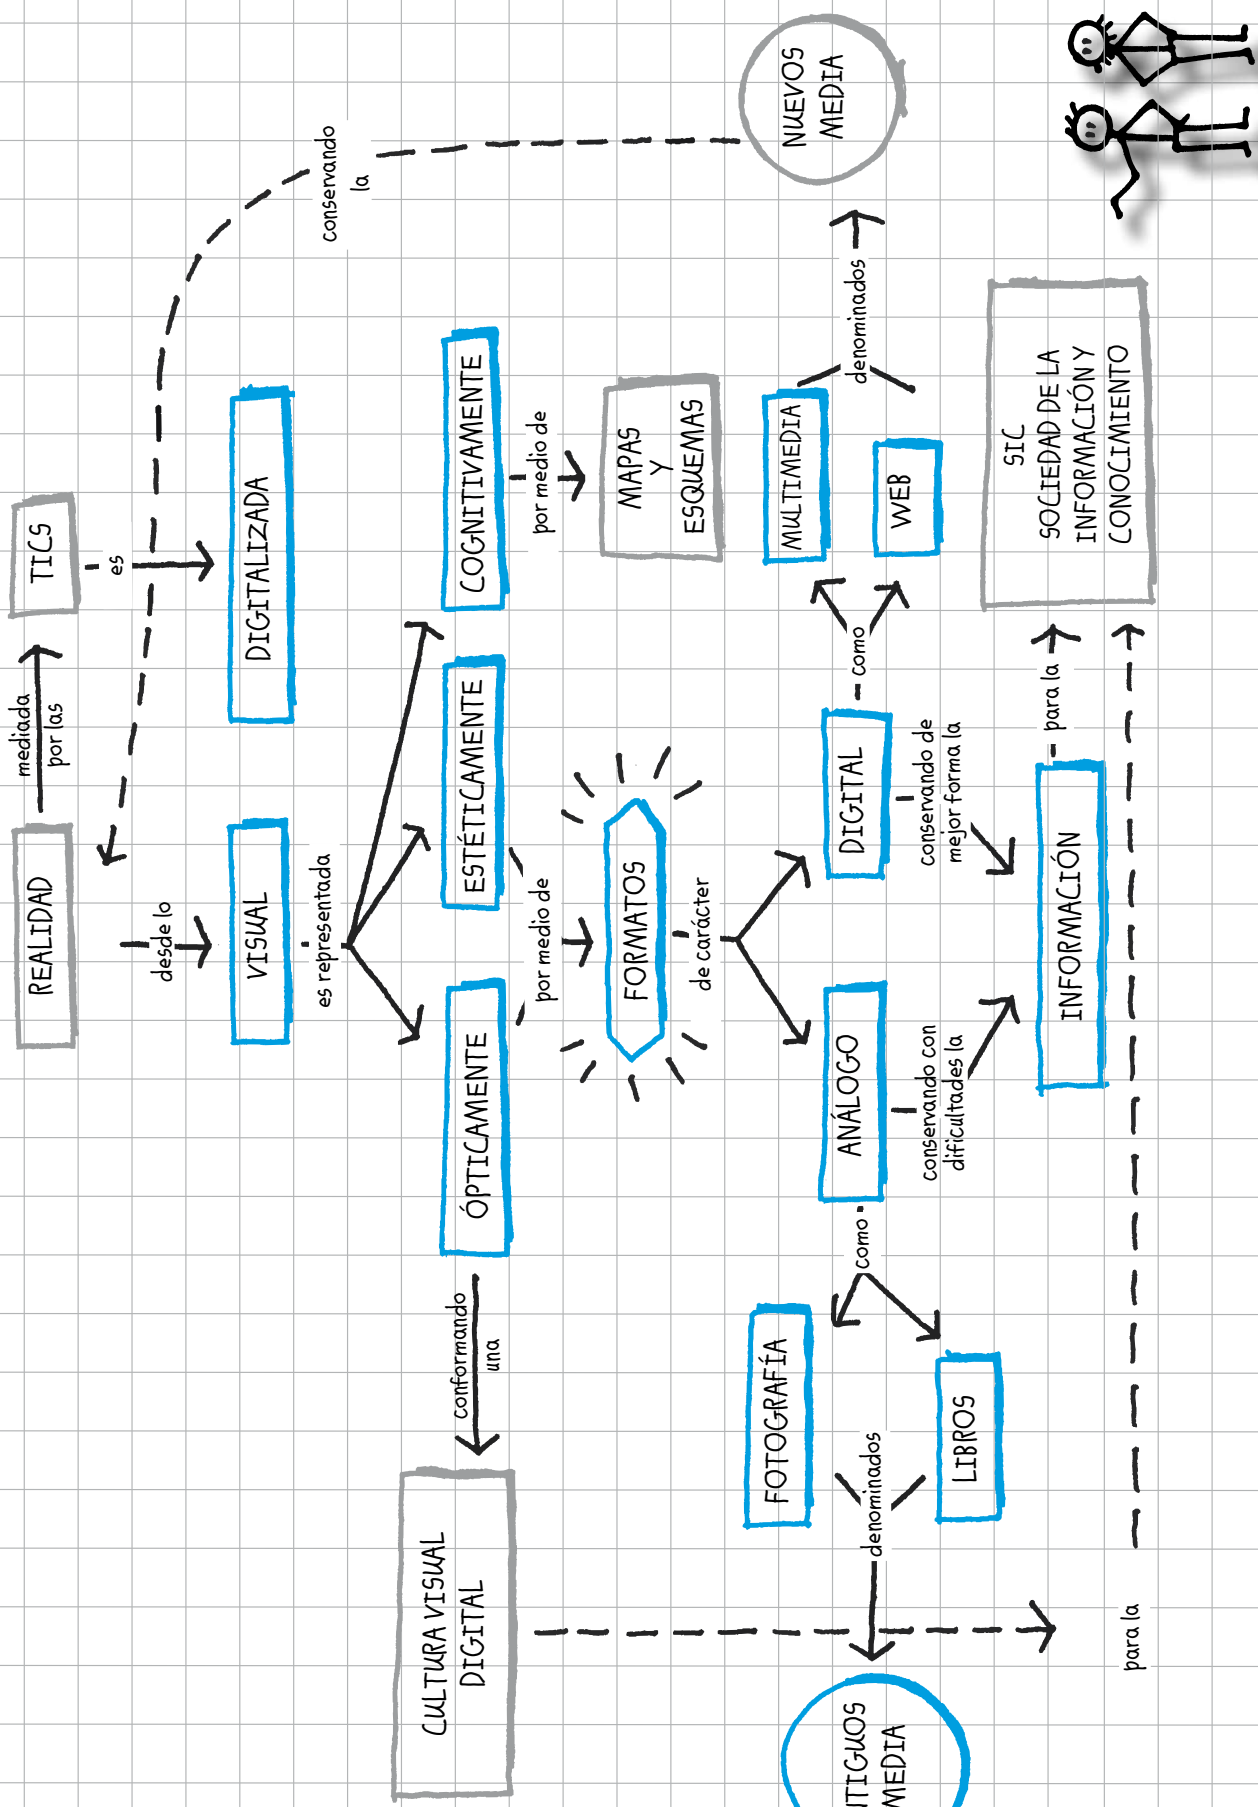 REALIDAD
mediada
por las
TICS
desde lo
es
VISUAL
DIGITALIZADA
es representada
conservando
la
CULTURA VISUAL
DIGITAL
conformando
una
ÓPTICAMENTE
ESTÉTICAMENTE
COGNITIVAMENTE
por medio de
por medio de
FORMATOS
MAPAS
Y
ESQUEMAS
de carácter
FOTOGRAFÍA
MULTIMEDIA
NUEVOS
MEDIA
MEDIA
denominados
como
ANÁLOGO
DIGITAL
como
denominados
WEB
LIBROS
conservando con
dificultades la
conservando de
mejor forma la
INFORMACIÓN
para la
SIC
SOCIEDAD DE LA
INFORMACIÓN Y
CONOCIMIENTO
para la